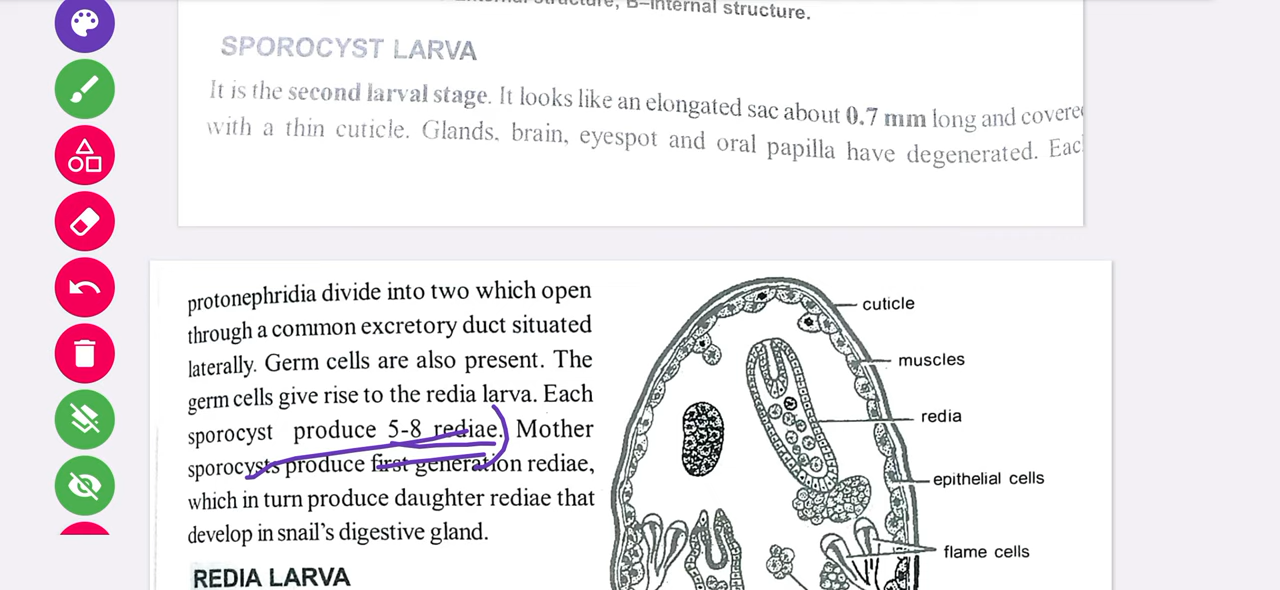 structure, B–Internal structure.
SPOROCYST LARVA
It is the second larval stage. It looks like an elongated sac about 0.7 mm long and covere
with a thin cuticle. Glands, brain, eyespot and oral papilla have degenerated. Eac
protonephridia divide into two which open
through a common excretory duct situated
laterally. Germ cells are also present. The
germ cells give rise to the redia larva. Each
sporocyst produce 5-8 rediae. Mother
sporocysts produce first generation rediae,
which in turn produce daughter rediae that
develop in snail's digestive gland.
REDIA LARVA
cuticle
muscles
redia
epithelial cells
flame cells